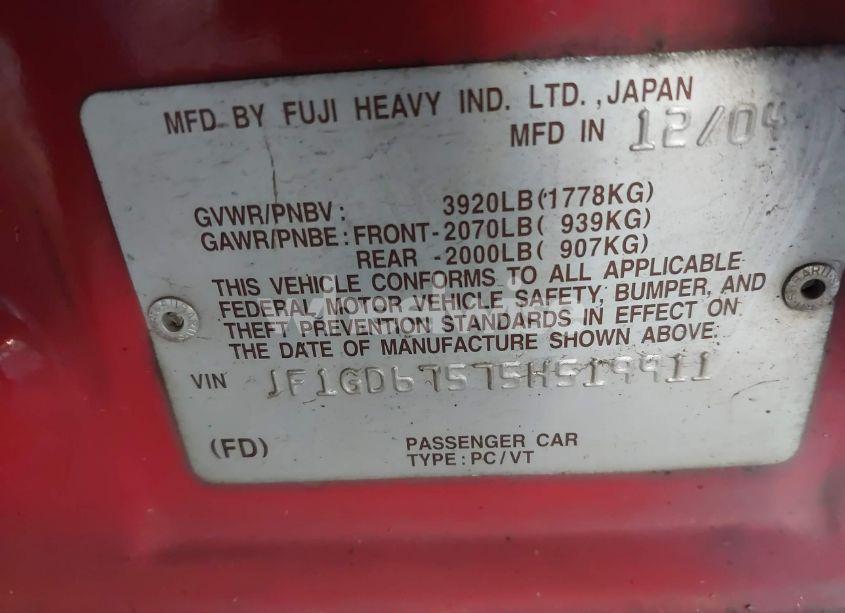 MFD BY FUJI HEAVY IND. LTD., JAPAN
MFD IN 12/04
GVWR/PNBV: 3920LB(1778KG)
GAWR/PNBE: FRONT-2070LB( 939KG)
REAR -2000LB( 907KG)
THIS VEHICLE CONFORMS TO ALL APPLICABLE
FEDERAL MOTOR VEHICLE SAFETY, BUMPER, AND
THEFT PREVENTION STANDARDS IN EFFECT ON
THE DATE OF MANUFACTURE SHOWN ABOVE.
VIN JF1GD67575H519911
(FD)
PASSENGER CAR
TYPE: PC/VT